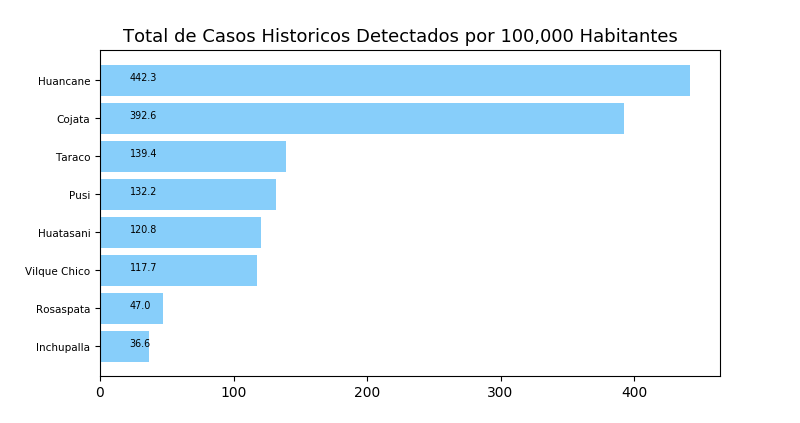 Total de Casos Historicos Detectados por 100,000 Habitantes
Huancane 442.3
Cojata 392.6
Taraco 139.4
Pusi 132.2
Huatasani 120.8
Vilque Chico 117.7
Rosaspata 47.0
Inchupalla 36.6
0 100 200 300 400